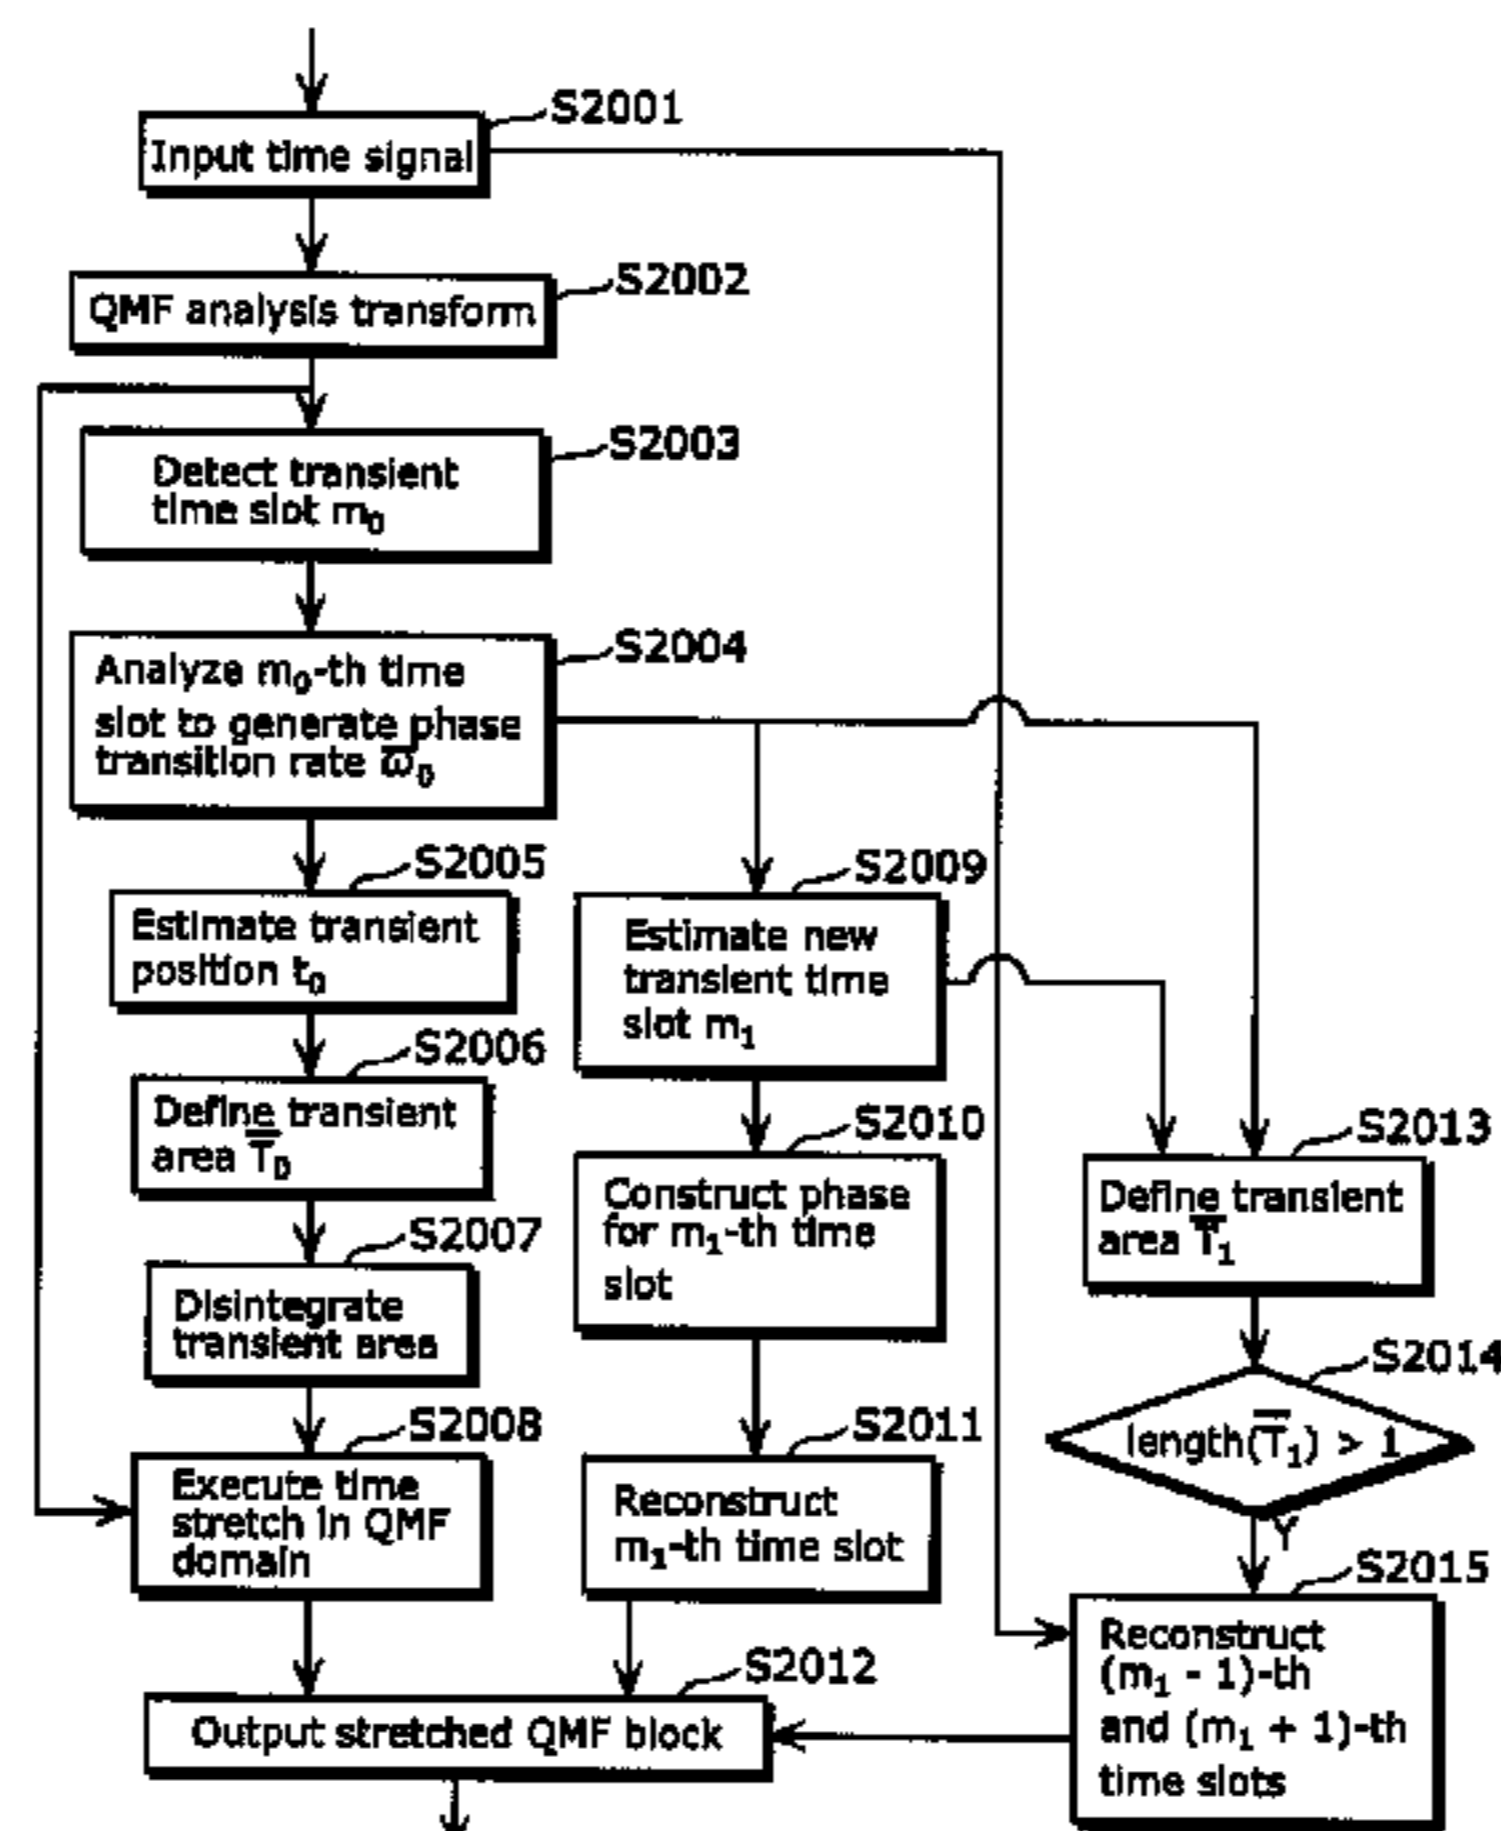 S2001
Input time signal
S2002
QMF analysis transform
S2003
Detect transient
time slot m₀
S2004
Analyze m₀-th time
slot to generate phase
transition rate ϖ̅₀
S2005
Estimate transient
position t₀
S2006
Define transient
area T̅₀
S2007
Disintegrate
transient area
S2008
Execute time
stretch in QMF
domain
S2009
Estimate new
transient time
slot m₁
S2010
Construct phase
for m₁-th time
slot
S2011
Reconstruct
m₁-th time slot
S2012
Output stretched QMF block
S2013
Define transient
area T̅₁
S2014
length(T̅₁) > 1
Y
S2015
Reconstruct
(m₁ - 1)-th
and (m₁ + 1)-th
time slots